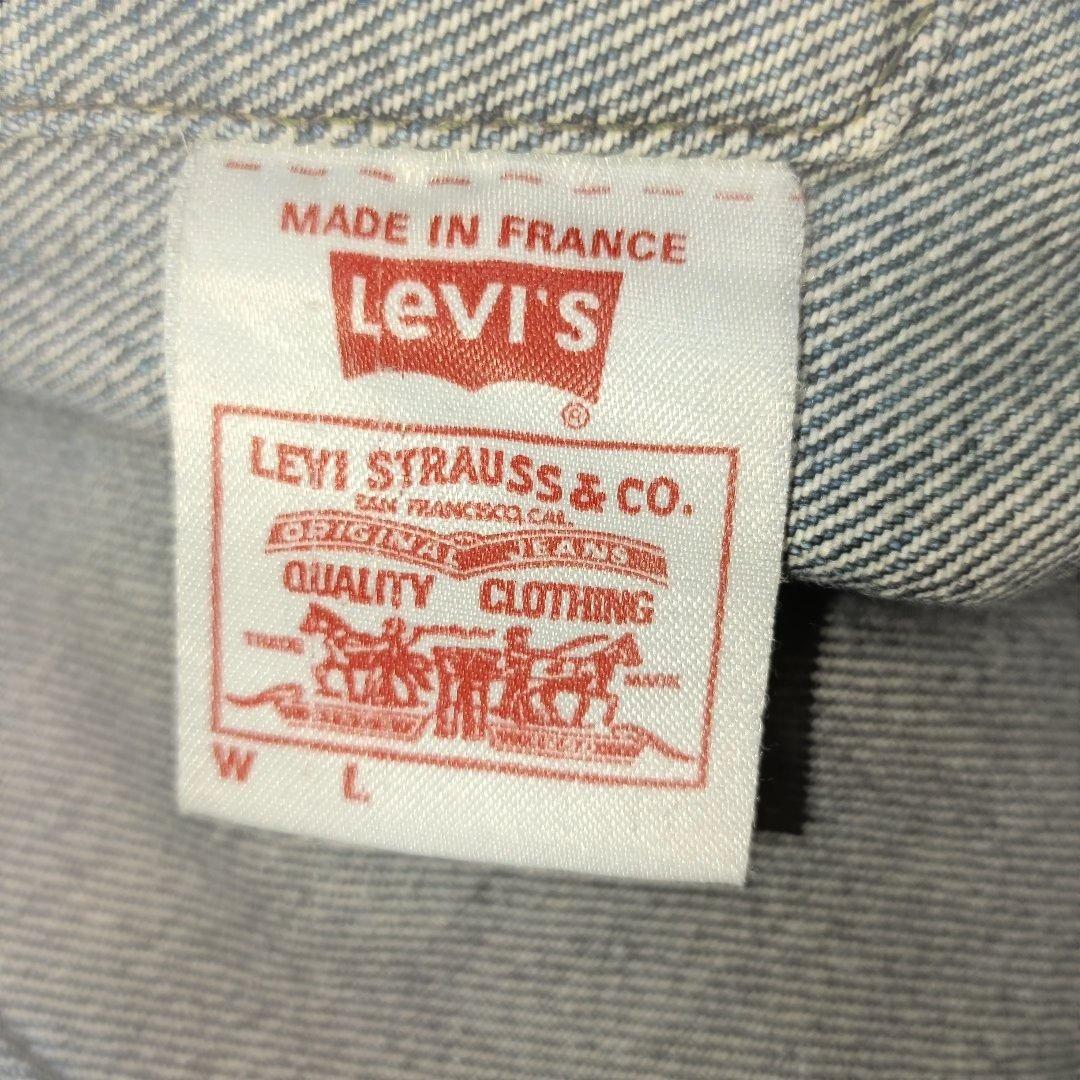 MADE IN FRANCE
LeVI'S
®
LEVI STRAUSS & CO.
SAN FRANCISCO, CAL.
ORIGINAL JEANS
QUALITY CLOTHING
TRADE MARK
W L